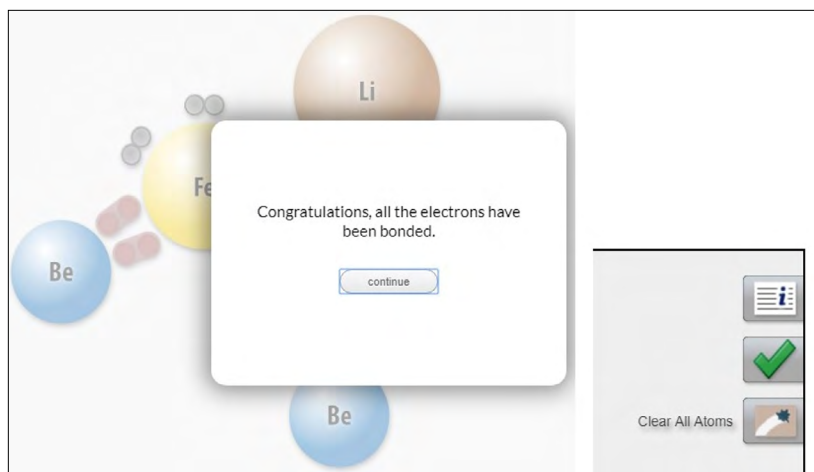 Li
Fe
Congratulations, all the electrons have
been bonded.
continue
Be
Be
i
Clear All Atoms